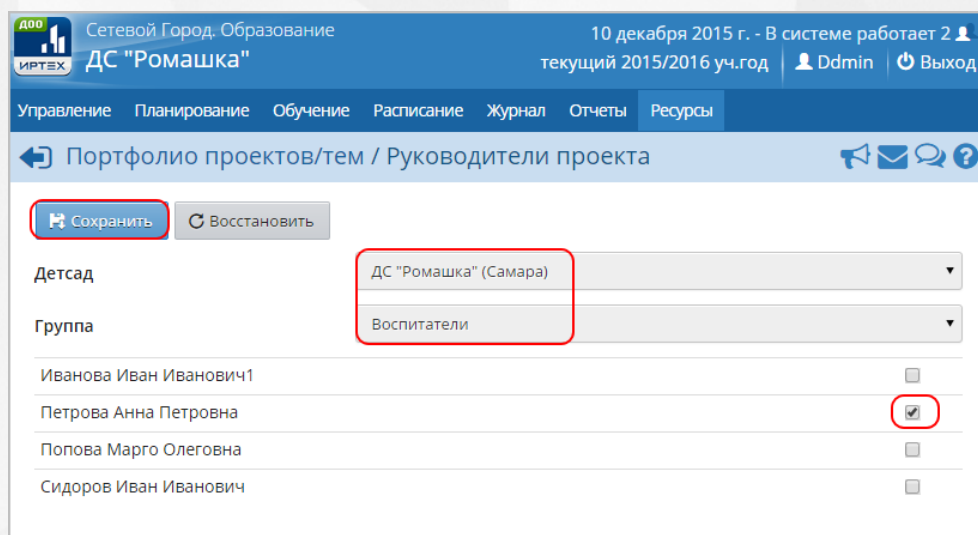 ДОО
ИРТЕХ
Сетевой Город. Образование
ДС "Ромашка"
10 декабря 2015 г. - В системе работает 2
текущий 2015/2016 уч.год
Ddmin
Выход
Управление Планирование Обучение Расписание Журнал Отчеты Ресурсы
Портфолио проектов/тем / Руководители проекта
?
Сохранить
Восстановить
Детсад
ДС "Ромашка" (Самара)
Группа
Воспитатели
Иванова Иван Иванович1
Петрова Анна Петровна
Попова Марго Олеговна
Сидоров Иван Иванович